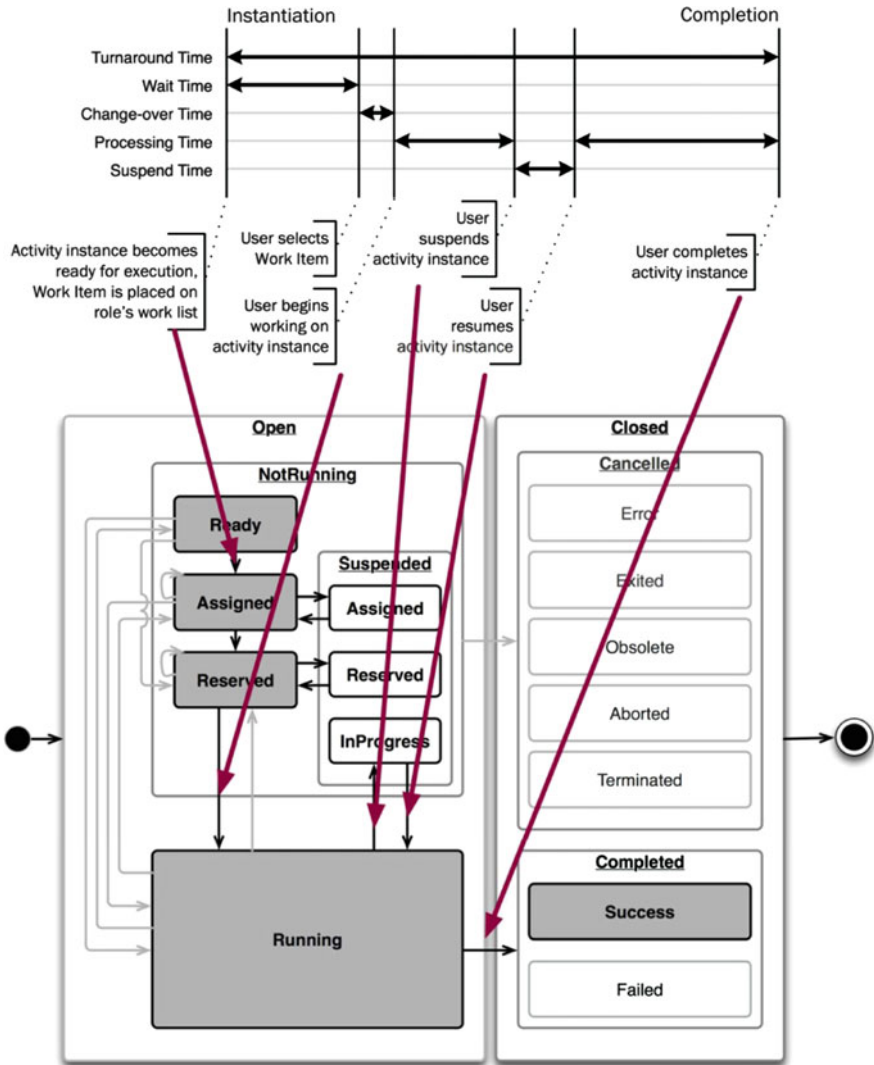 Instantiation
Completion
Turnaround Time
Wait Time
Change-over Time
Processing Time
Suspend Time
Activity instance becomes
ready for execution,
Work Item is placed on
role's work list
User selects
Work Item
User begins
working on
activity instance
User
suspends
activity instance
User
resumes
activity instance
User completes
activity instance
Open
NotRunning
Ready
Assigned
Reserved
Suspended
Assigned
Reserved
InProgress
Running
Closed
Cancelled
Error
Exited
Obsolete
Aborted
Terminated
Completed
Success
Failed